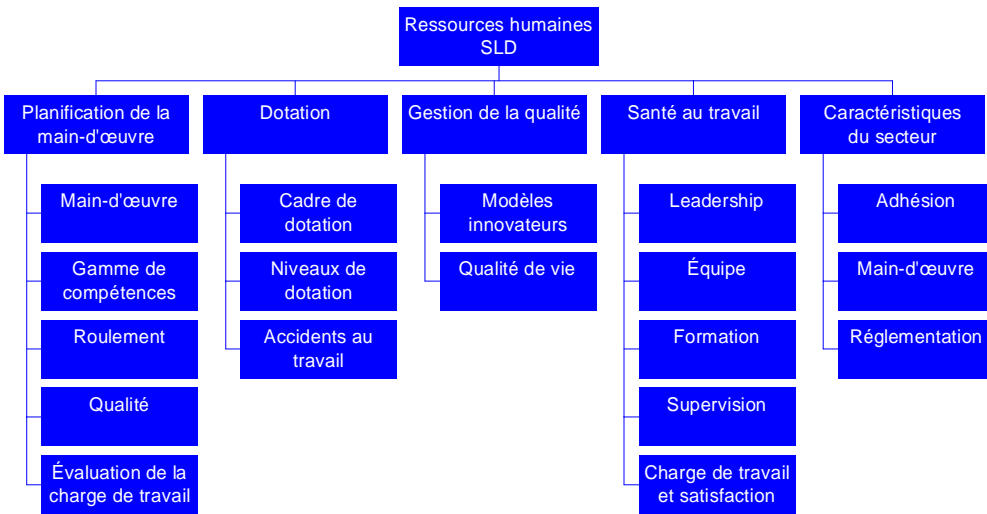 Ressources humaines
SLD
Planification de la
main-d'œuvre
Main-d'œuvre
Gamme de
compétences
Roulement
Qualité
Évaluation de la
charge de travail
Dotation
Cadre de
dotation
Niveaux de
dotation
Accidents au
travail
Gestion de la qualité
Modèles
innovateurs
Qualité de vie
Santé au travail
Leadership
Équipe
Formation
Supervision
Charge de travail
et satisfaction
Caractéristiques
du secteur
Adhésion
Main-d'œuvre
Réglementation